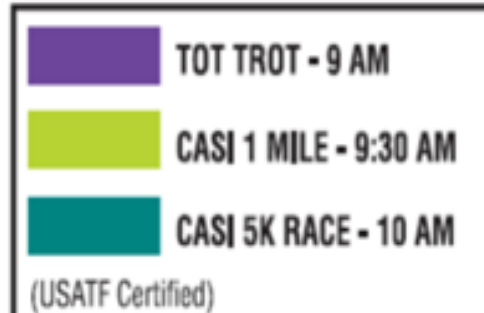 TOT TROT - 9 AM
CASI 1 MILE - 9:30 AM
CASI 5K RACE - 10 AM
(USATF Certified)